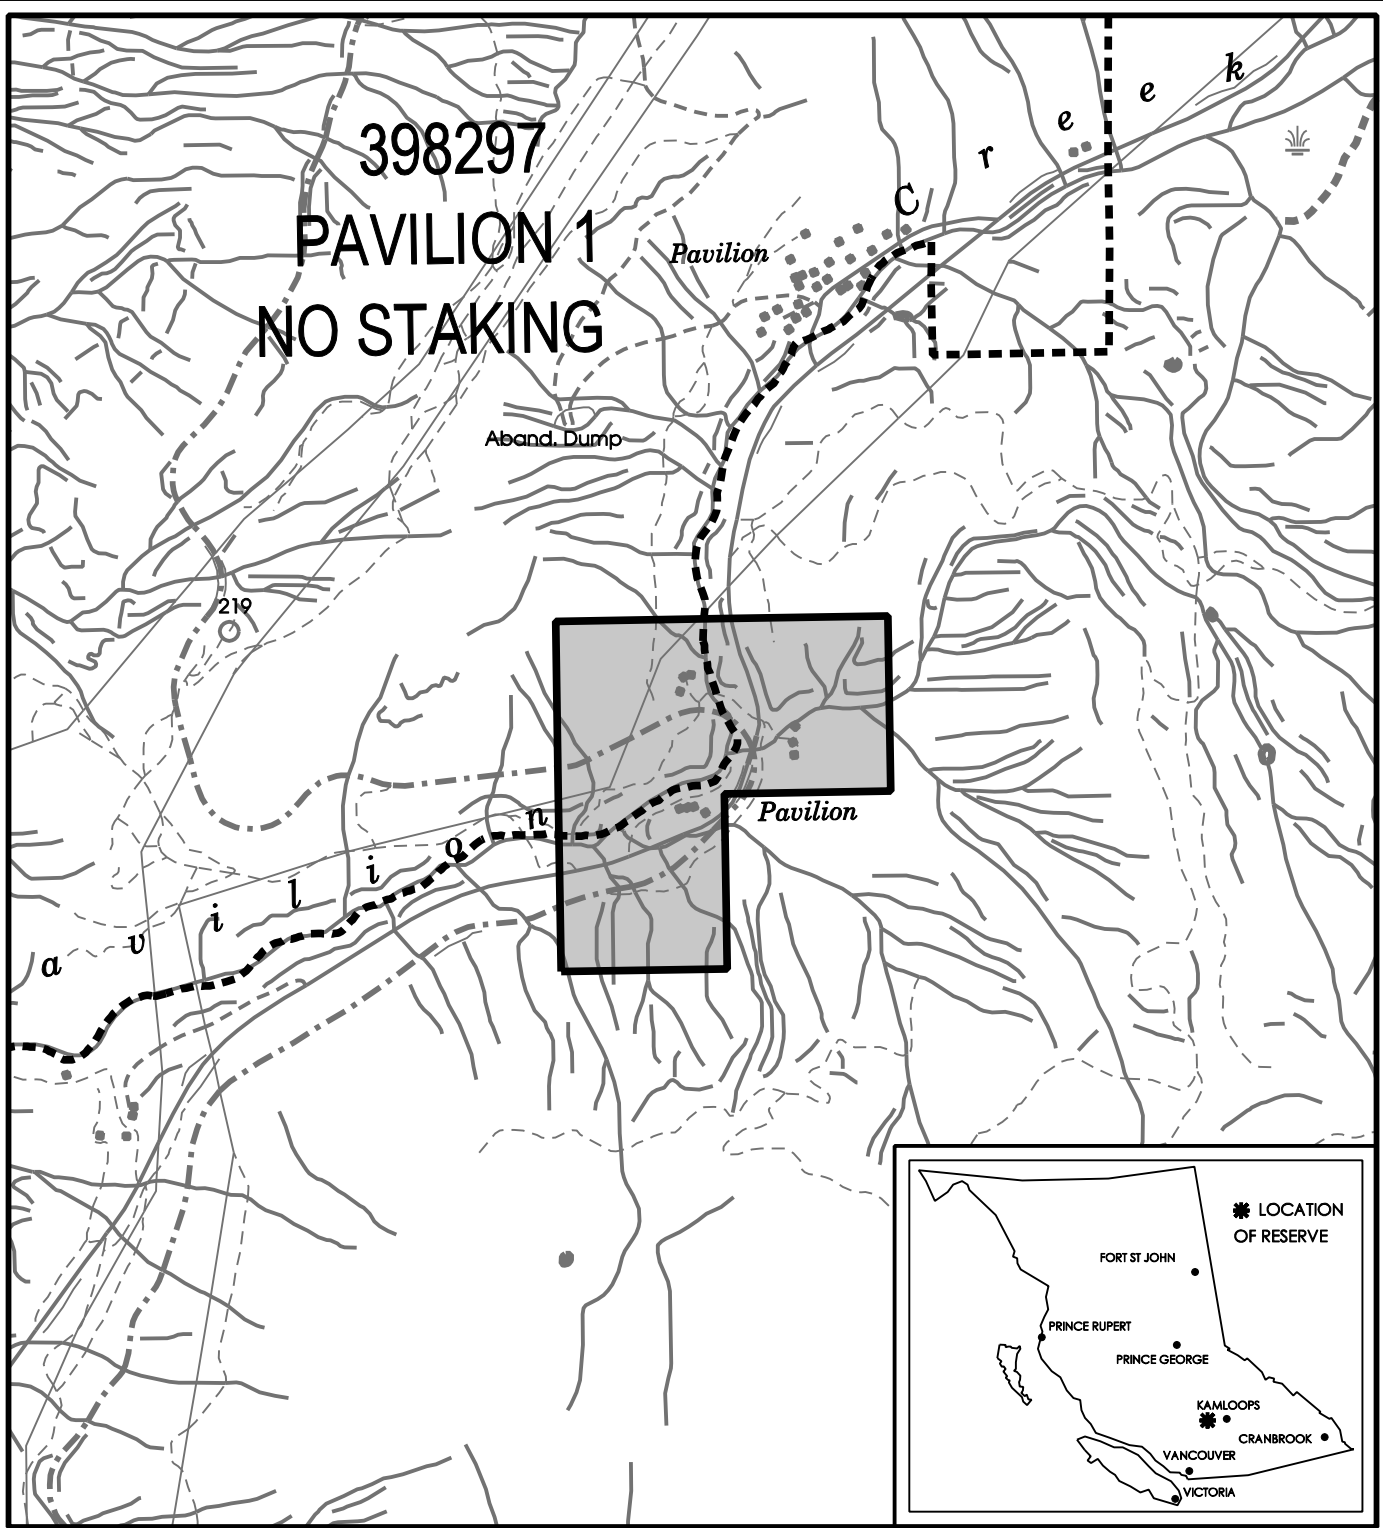 398297
PAVILION 1
NO STAKING
Pavilion
C r e e k
Aband. Dump
219
Pavilion
a v i l i o n
LOCATION
OF RESERVE
FORT ST JOHN
PRINCE RUPERT
PRINCE GEORGE
KAMLOOPS
CRANBROOK
VANCOUVER
VICTORIA